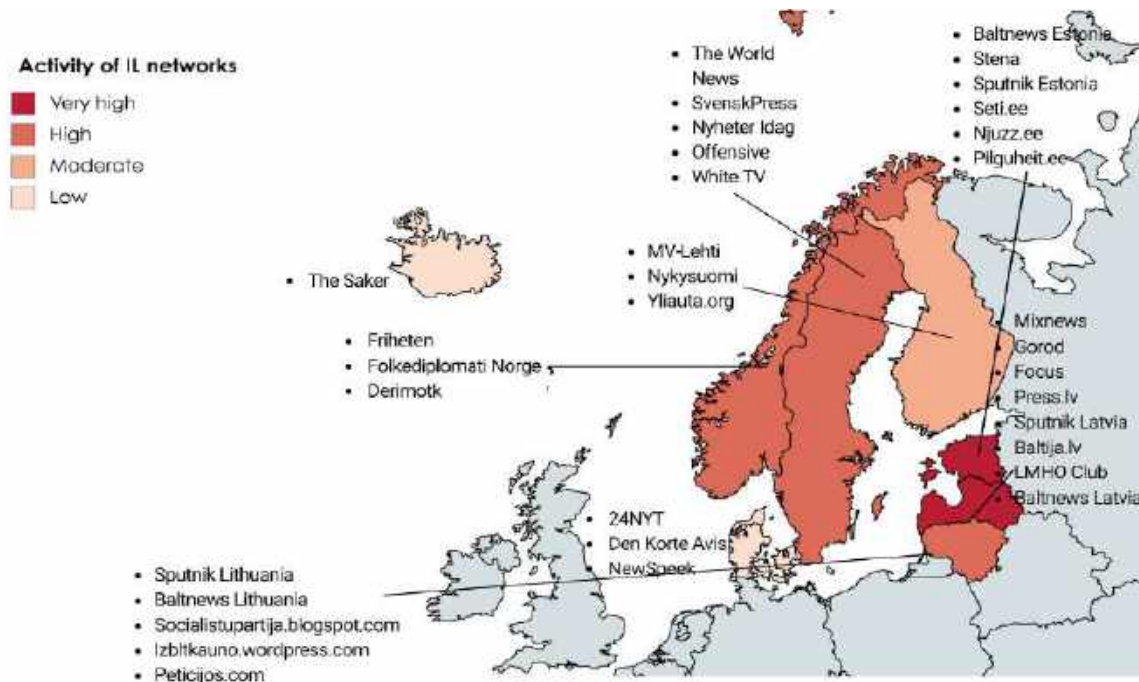 Activity of IL networks
Very high
High
Moderate
Low
• The World
News
• SvenskPress
• Nyheter Idag
• Offensive
• White TV
• Baltnews Estonia
• Stena
• Sputnik Estonia
• Seti.ee
• Njuzz.ee
• Pilguheit.ee
• MV-Lehti
• Nykysuomi
• Yliauta.org
• The Saker
• Friheten
• Folkediplomati Norge
• Derimotk
• Mixnews
• Gorod
• Focus
• Press.lv
• Sputnik Latvia
• Baltija.lv
• LMHO Club
• Baltnews Latvia
• 24NYT
• Den Korte Avis
• NewSpeek
• Sputnik Lithuania
• Baltnews Lithuania
• Socialistupartija.blogspot.com
• Izbltkauno.wordpress.com
• Peticijos.com